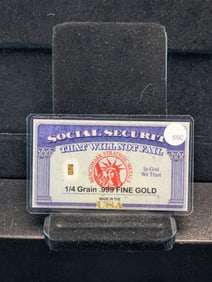 SOCIAL SECURITY
THAT WILL NOT FAIL
In God
We Trust
1/4 Grain .999 FINE GOLD
MADE IN THE
USA